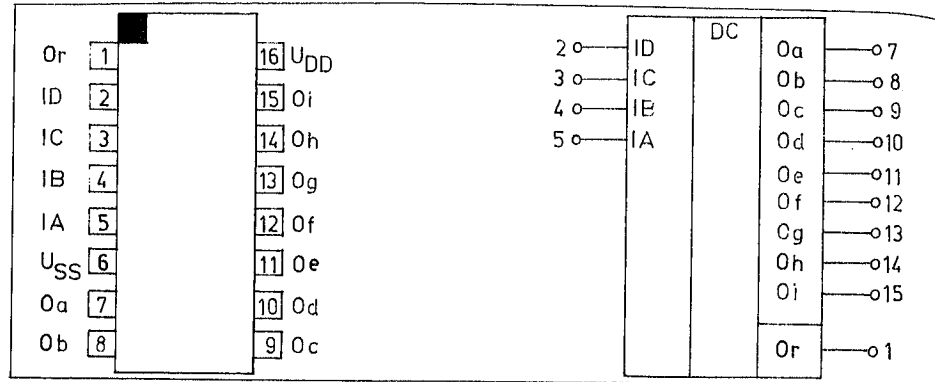 Or 1 16 U_DD
ID 2 15 Oi
IC 3 14 Oh
IB 4 13 Og
IA 5 12 Of
U_SS 6 11 Oe
Oa 7 10 Od
Ob 8 9 Oc
DC
2 ID Oa 7
3 IC Ob 8
4 IB Oc 9
5 IA Od 10
Oe 11
Of 12
Og 13
Oh 14
Oi 15
Or 1